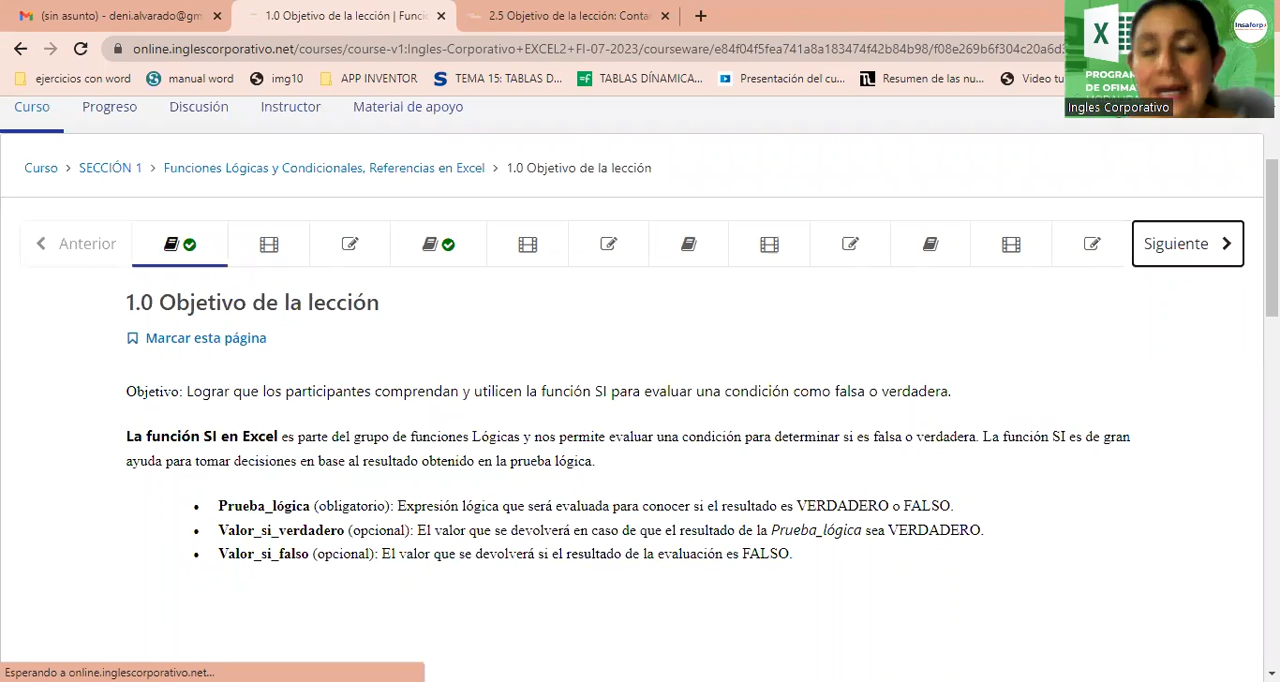 (sin asunto) - deni.alvarado@gm
1.0 Objetivo de la lección | Funci
2.5 Objetivo de la lección: Conta
online.inglescorporativo.net/courses/course-v1:Ingles-Corporativo+EXCEL2+FI-07-2023/courseware/e84f04f5fea741a8a183474f42b84b98/f08e269b6f304c20a6d
ejercicios con word
manual word
img10
APP INVENTOR
TEMA 15: TABLAS D...
TABLAS DÍNAMICA...
Presentación del cu...
Resumen de las nu...
Video tu
X
Insaforp
PROGRAM
DE OFIMA
Ingles Corporativo
Curso
Progreso
Discusión
Instructor
Material de apoyo
Curso > SECCIÓN 1 > Funciones Lógicas y Condicionales, Referencias en Excel > 1.0 Objetivo de la lección
Anterior
Siguiente
1.0 Objetivo de la lección
Marcar esta página
Objetivo: Lograr que los participantes comprendan y utilicen la función SI para evaluar una condición como falsa o verdadera.
La función SI en Excel es parte del grupo de funciones Lógicas y nos permite evaluar una condición para determinar si es falsa o verdadera. La función SI es de gran
ayuda para tomar decisiones en base al resultado obtenido en la prueba lógica.
• Prueba_lógica (obligatorio): Expresión lógica que será evaluada para conocer si el resultado es VERDADERO o FALSO.
• Valor_si_verdadero (opcional): El valor que se devolverá en caso de que el resultado de la Prueba_lógica sea VERDADERO.
• Valor_si_falso (opcional): El valor que se devolverá si el resultado de la evaluación es FALSO.
Esperando a online.inglescorporativo.net...